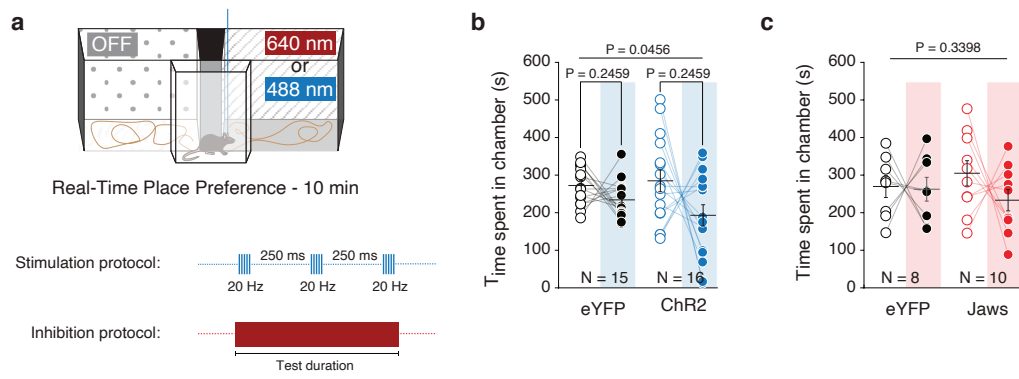 a
OFF
640 nm
or
488 nm
Real-Time Place Preference - 10 min
Stimulation protocol:
250 ms
250 ms
20 Hz
20 Hz
20 Hz
Inhibition protocol:
Test duration
b
P = 0.0456
P = 0.2459
P = 0.2459
Time spent in chamber (s)
600
500
400
300
200
100
0
N = 15
N = 16
eYFP
ChR2
c
P = 0.3398
Time spent in chamber (s)
600
500
400
300
200
100
0
N = 8
N = 10
eYFP
Jaws